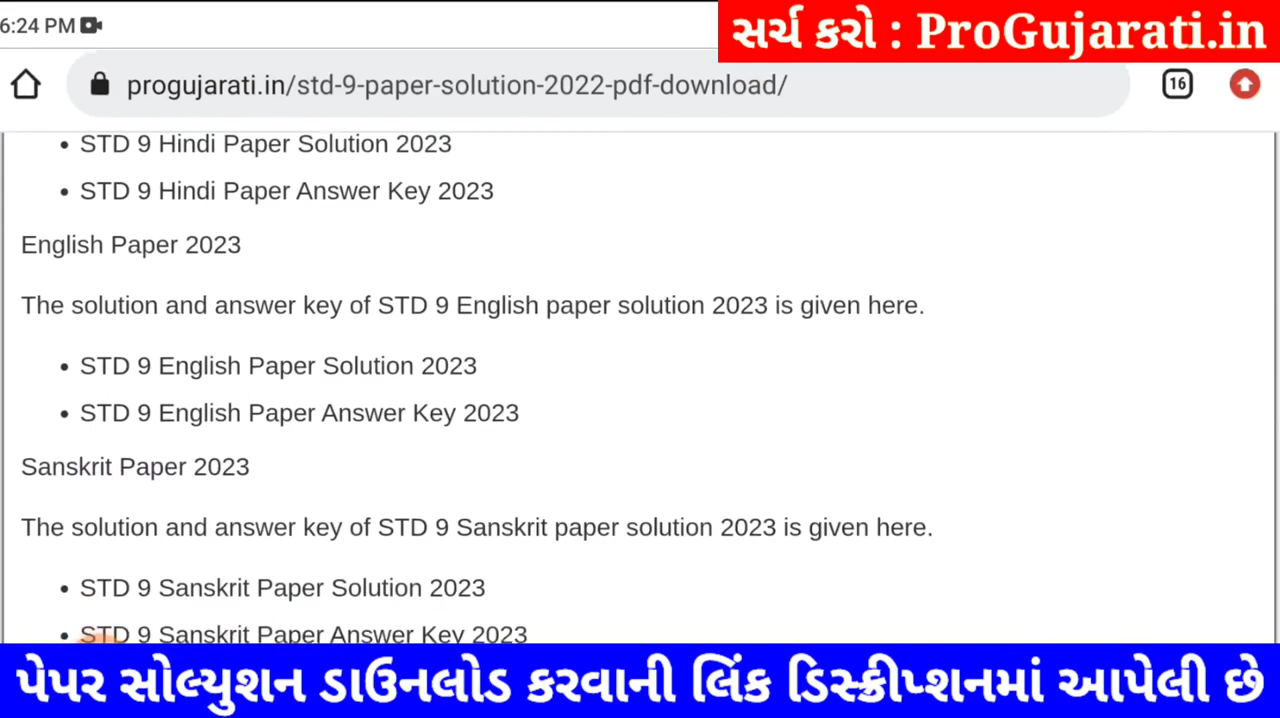 6:24 PM
સર્ચ કરો : ProGujarati.in
progujarati.in/std-9-paper-solution-2022-pdf-download/
16
• STD 9 Hindi Paper Solution 2023
• STD 9 Hindi Paper Answer Key 2023
English Paper 2023
The solution and answer key of STD 9 English paper solution 2023 is given here.
• STD 9 English Paper Solution 2023
• STD 9 English Paper Answer Key 2023
Sanskrit Paper 2023
The solution and answer key of STD 9 Sanskrit paper solution 2023 is given here.
• STD 9 Sanskrit Paper Solution 2023
• STD 9 Sanskrit Paper Answer Key 2023
પેપર સોલ્યુશન ડાઉનલોડ કરવાની લિંક ડિસ્ક્રીપ્શનમાં આપેલી છે